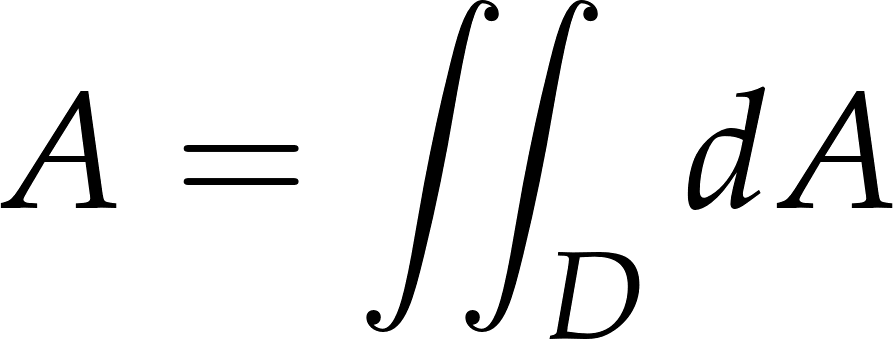 A = ∬_D dA